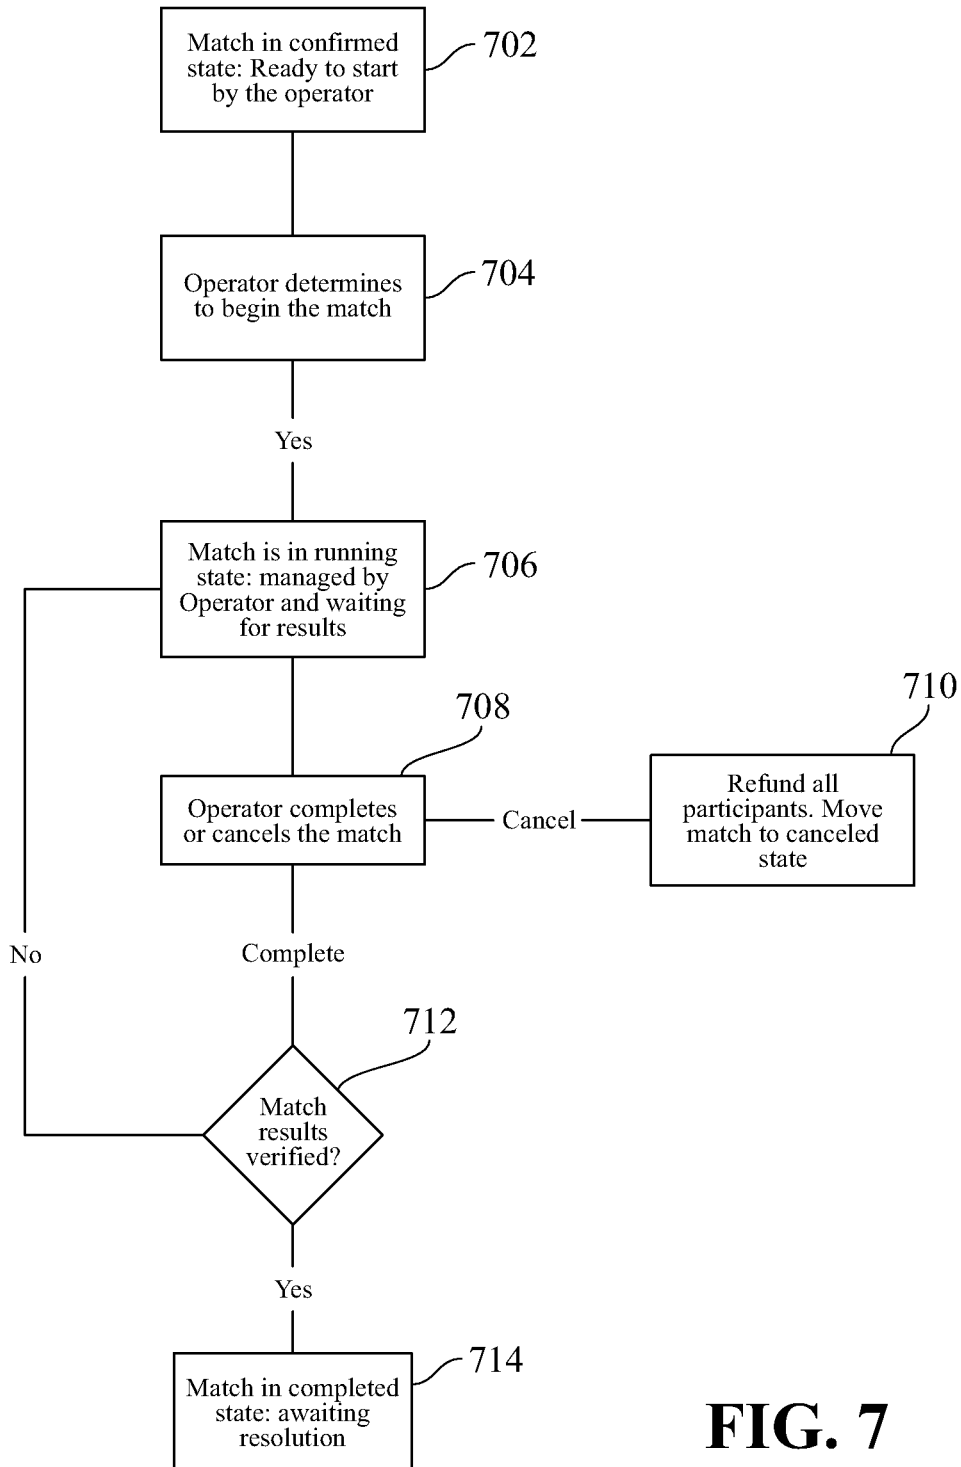 Match in confirmed
state: Ready to start
by the operator
702
Operator determines
to begin the match
704
Yes
Match is in running
state: managed by
Operator and waiting
for results
706
708
710
Operator completes
or cancels the match
Cancel
Refund all
participants. Move
match to canceled
state
No
Complete
712
Match
results
verified?
Yes
714
Match in completed
state: awaiting
resolution
FIG. 7